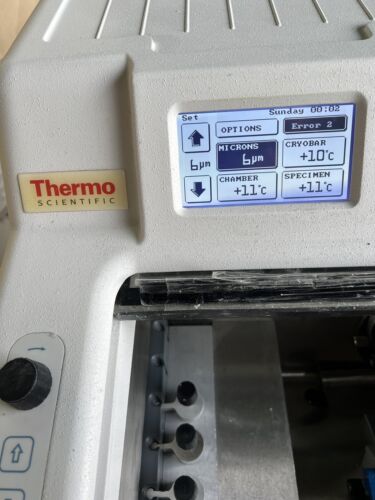 Set Sunday 00:02
OPTIONS Error 2
MICRONS CRYOBAR
6µm 6µm +10°C
CHAMBER SPECIMEN
+11°C +11°C
Thermo
SCIENTIFIC